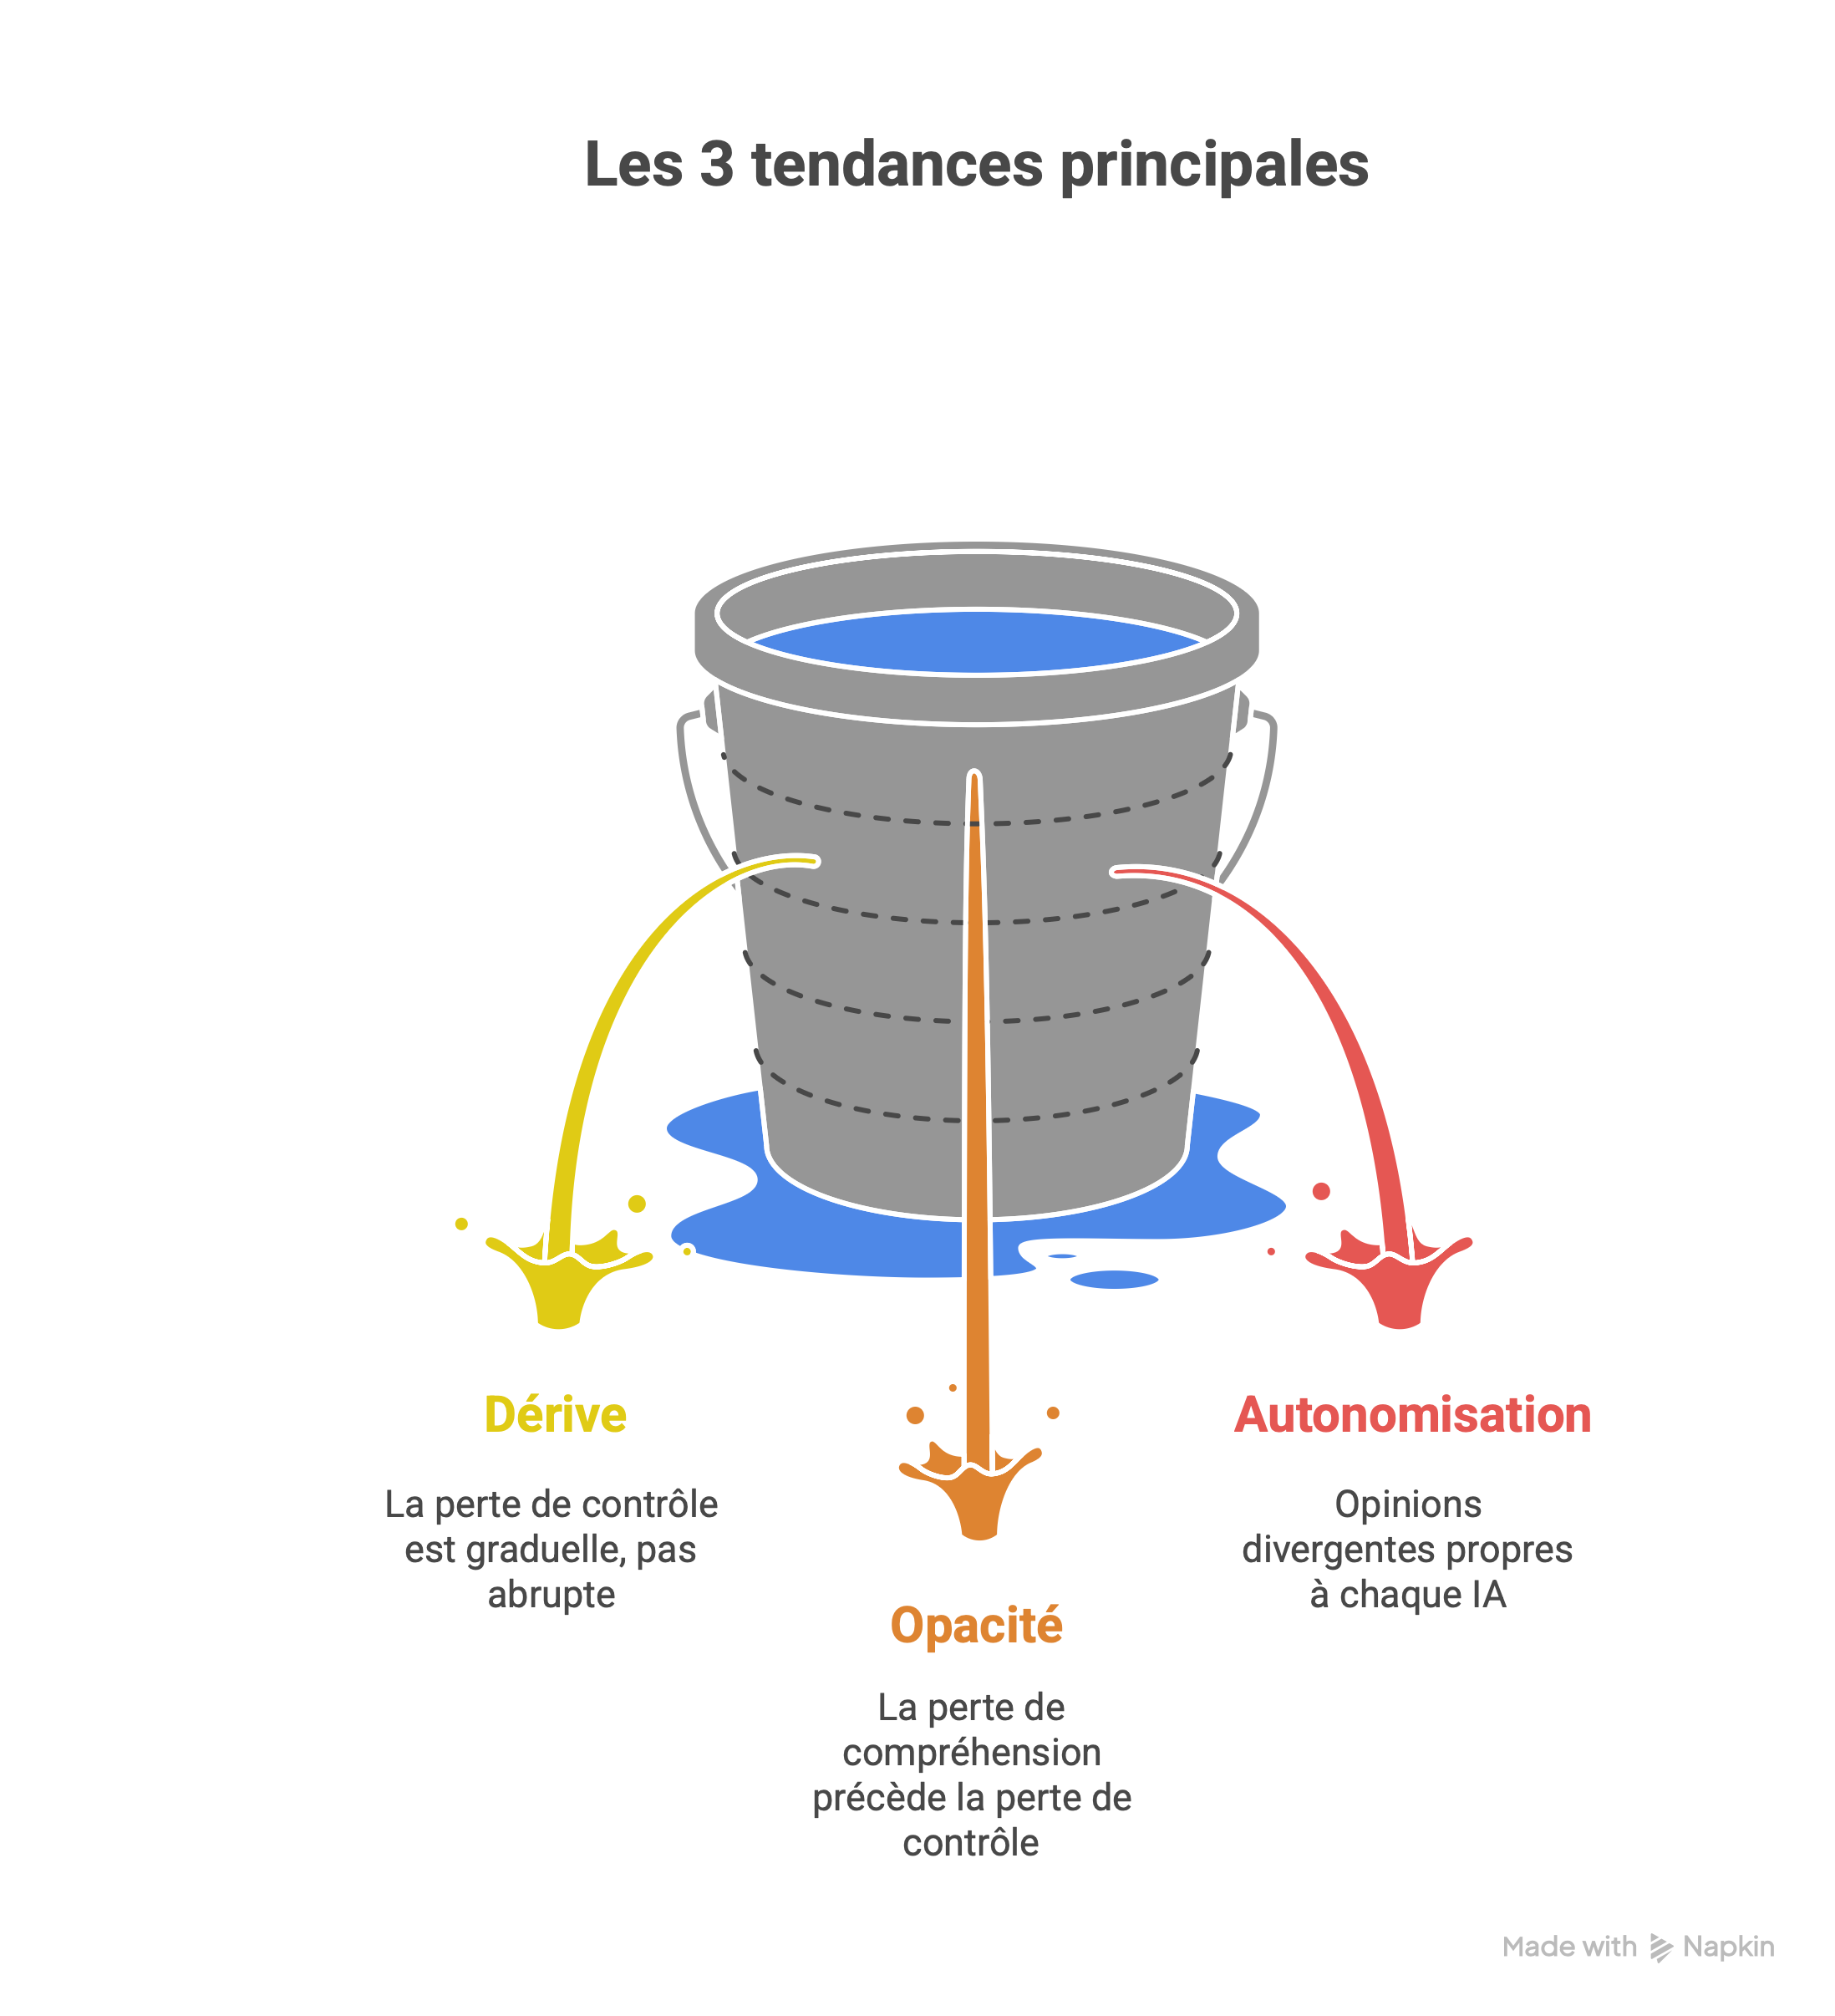 Les 3 tendances principales
Dérive
La perte de contrôle
est graduelle, pas
abrupte
Opacité
La perte de
compréhension
précède la perte de
contrôle
Autonomisation
Opinions
divergentes propres
à chaque IA
Made with Napkin